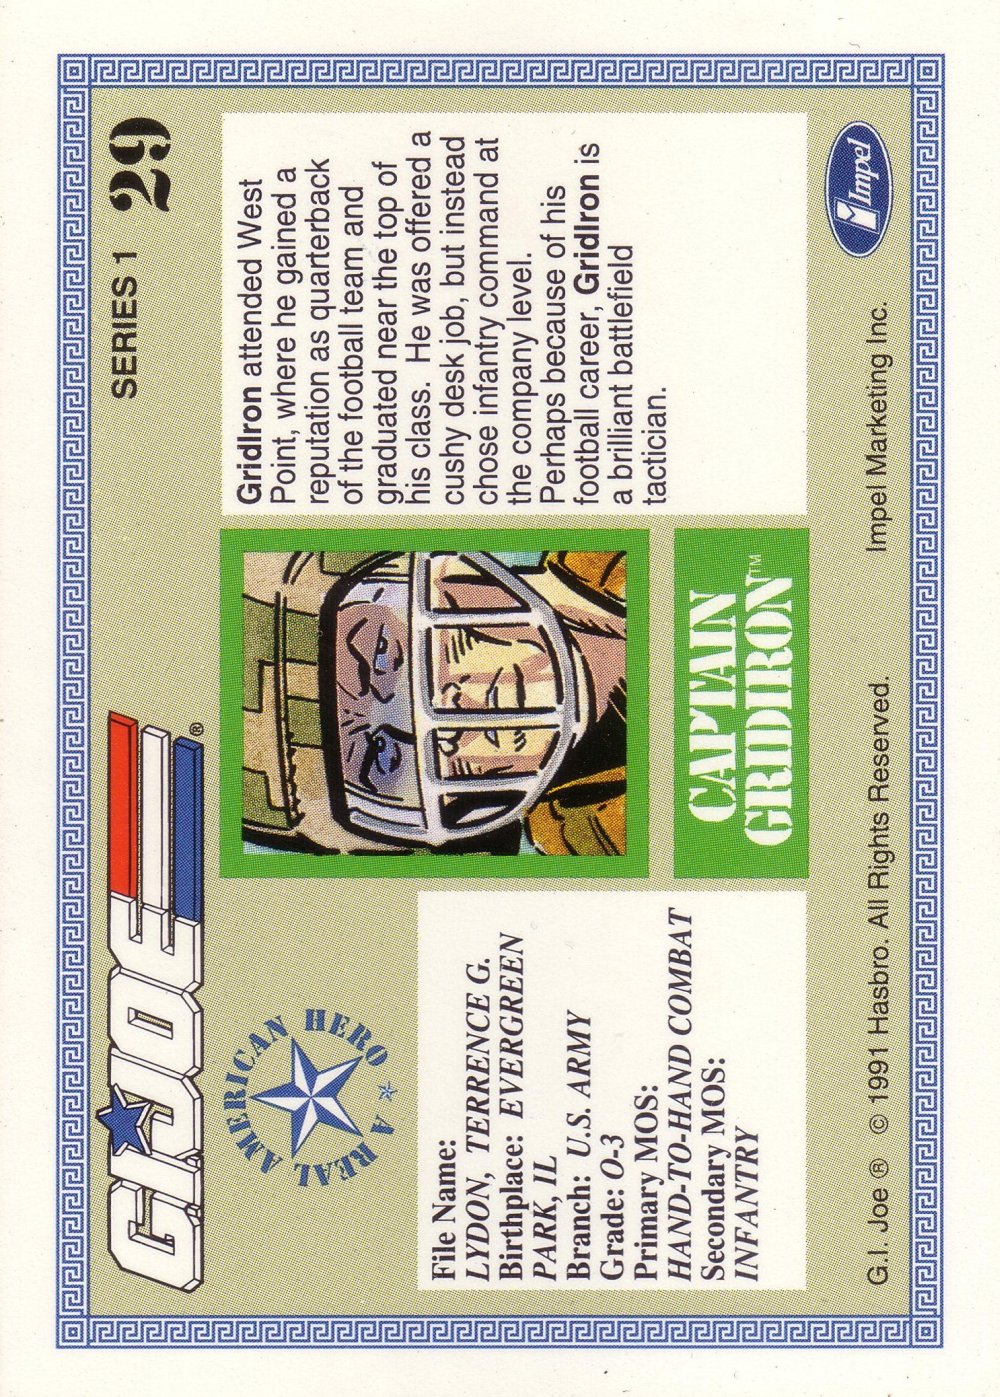 G.I. JOE ®
SERIES 1 29
A REAL AMERICAN HERO
File Name:
LYDON, TERRENCE G.
Birthplace: EVERGREEN
PARK, IL
Branch: U.S. ARMY
Grade: O-3
Primary MOS:
HAND-TO-HAND COMBAT
Secondary MOS:
INFANTRY
CAPTAIN
GRIDIRON™
GridIron attended West
Point, where he gained a
reputation as quarterback
of the football team and
graduated near the top of
his class. He was offered a
cushy desk job, but instead
chose infantry command at
the company level.
Perhaps because of his
football career, GridIron is
a brilliant battlefield
tactician.
G.I. Joe ® © 1991 Hasbro. All Rights Reserved. Impel Marketing Inc.
Impel